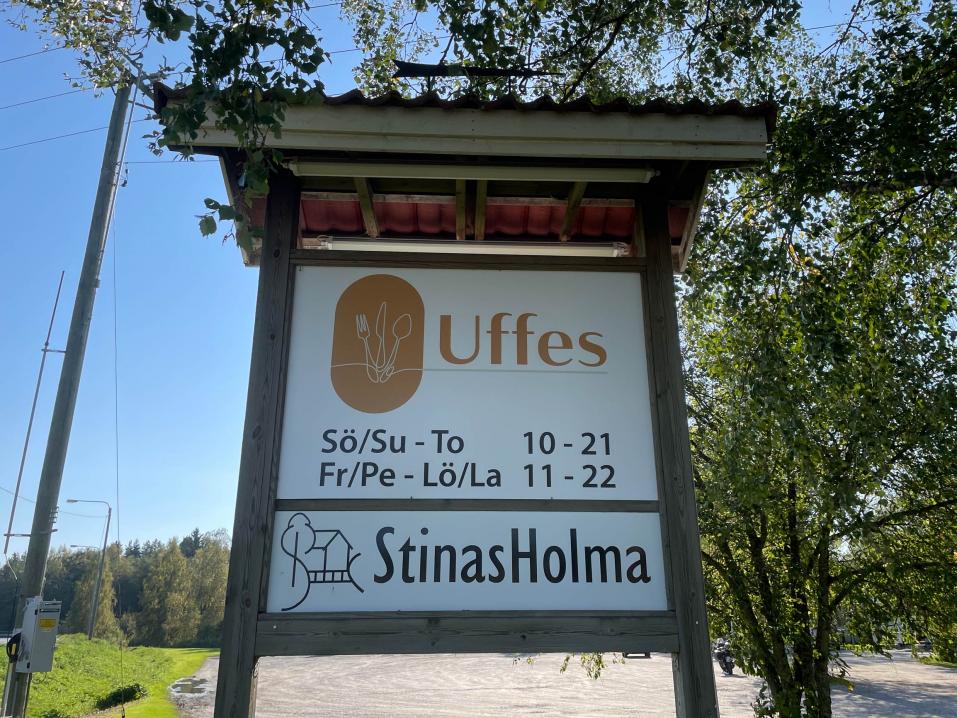 Uffes
Sö/Su - To 10 - 21
Fr/Pe - Lö/La 11 - 22
StinasHolma